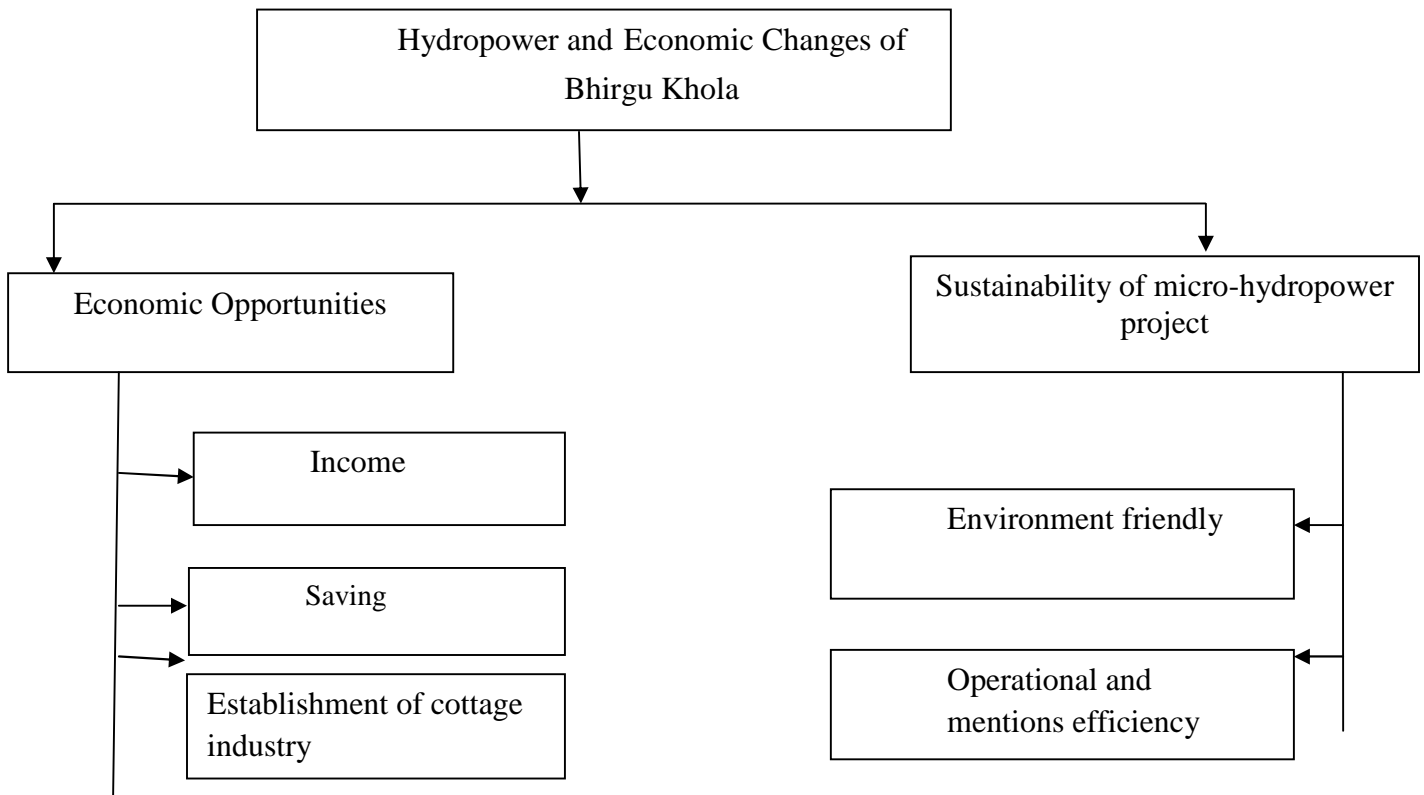 Hydropower and Economic Changes of
Bhirgu Khola
Economic Opportunities
Sustainability of micro-hydropower
project
Income
Environment friendly
Saving
Operational and
mentions efficiency
Establishment of cottage
industry